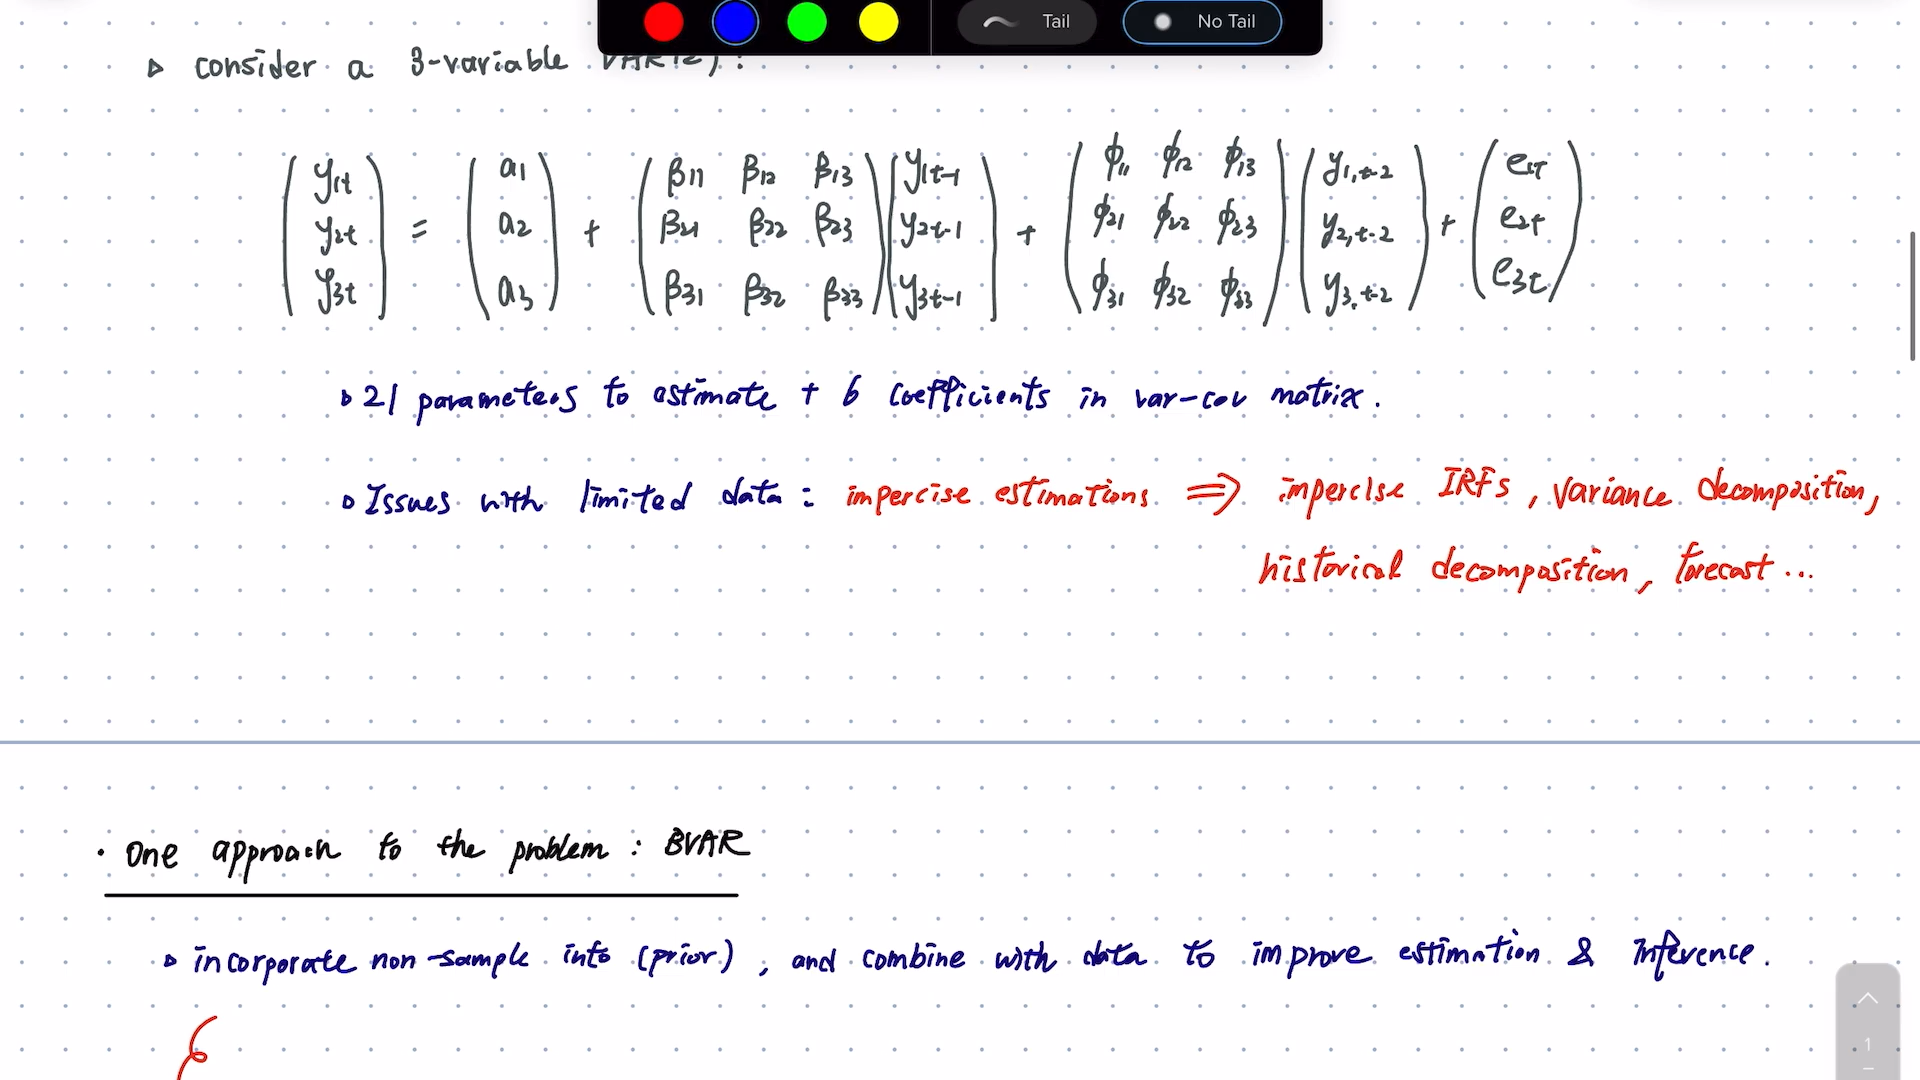 Tail No Tail
▷ consider a 3-variable VAR(2) :
( y1t ) = ( a1 ) + ( β11 β12 β13 ) ( y1t-1 ) + ( ϕ11 ϕ12 ϕ13 ) ( y1,t-2 ) + ( e1t )
( y2t ) ( a2 ) ( β21 β22 β23 ) ( y2t-1 ) ( ϕ21 ϕ22 ϕ23 ) ( y2,t-2 ) ( e2t )
( y3t ) ( a3 ) ( β31 β32 β33 ) ( y3t-1 ) ( ϕ31 ϕ32 ϕ33 ) ( y3,t-2 ) ( e3t )
▷ 21 parameters to estimate + 6 coefficients in var-cov matrix.
▷ Issues with limited data : impercise estimations ⇒ impercise IRFs, variance decomposition,
historical decomposition, forecast ...
• One approach to the problem : BVAR
▷ incorporate non-sample info (prior), and combine with data to improve estimation & Inference.
1